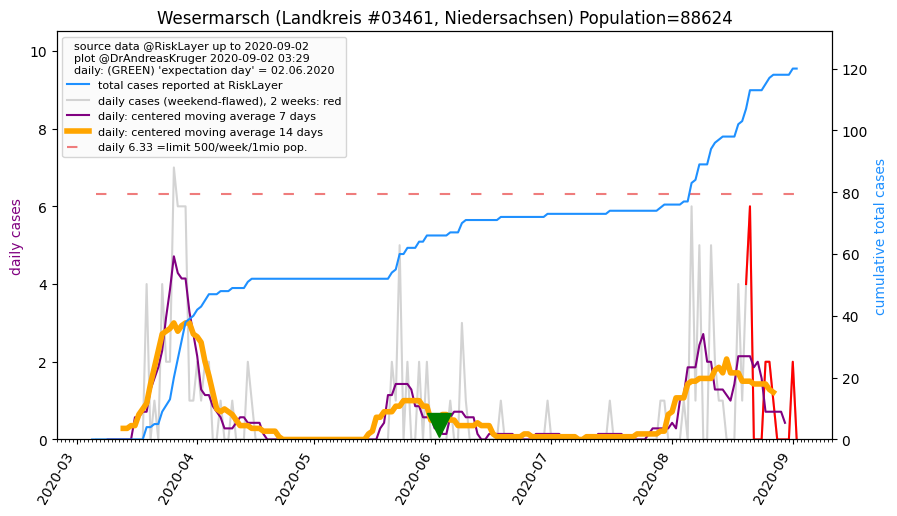 Wesermarsch (Landkreis #03461, Niedersachsen) Population=88624
source data @RiskLayer up to 2020-09-02
plot @DrAndreasKruger 2020-09-02 03:29
daily: (GREEN) 'expectation day' = 02.06.2020
total cases reported at RiskLayer
daily cases (weekend-flawed), 2 weeks: red
daily: centered moving average 7 days
daily: centered moving average 14 days
daily 6.33 =limit 500/week/1mio pop.
daily cases
10
8
6
4
2
0
120
100
80
60
40
20
0
cumulative total cases
2020-03
2020-04
2020-05
2020-06
2020-07
2020-08
2020-09